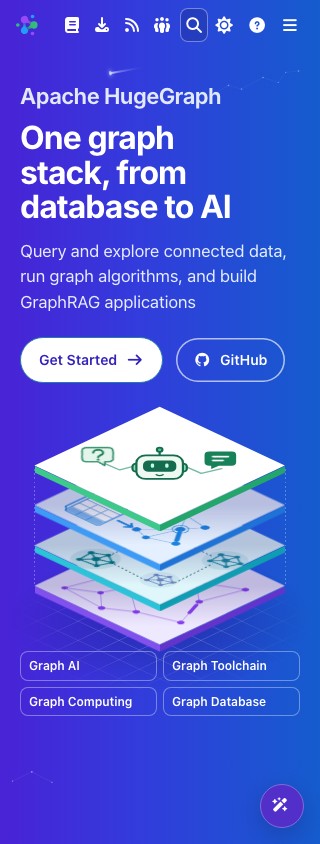 Apache HugeGraph
One graph
stack, from
database to AI
Query and explore connected data,
run graph algorithms, and build
GraphRAG applications
Get Started
GitHub
?
Graph AI
Graph Toolchain
Graph Computing
Graph Database